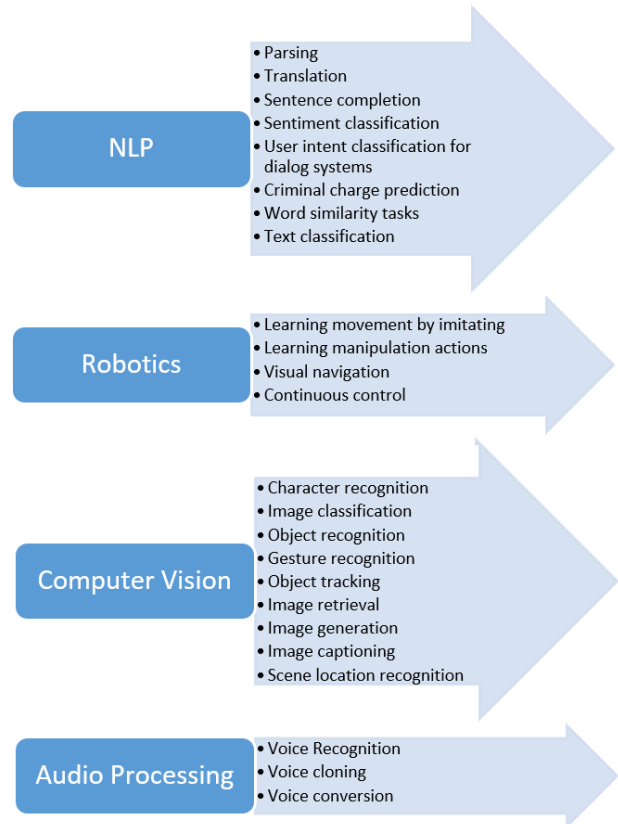 NLP
• Parsing
• Translation
• Sentence completion
• Sentiment classification
• User intent classification for
dialog systems
• Criminal charge prediction
• Word similarity tasks
• Text classification
Robotics
• Learning movement by imitating
• Learning manipulation actions
• Visual navigation
• Continuous control
Computer Vision
• Character recognition
• Image classification
• Object recognition
• Gesture recognition
• Object tracking
• Image retrieval
• Image generation
• Image captioning
• Scene location recognition
Audio Processing
• Voice Recognition
• Voice cloning
• Voice conversion